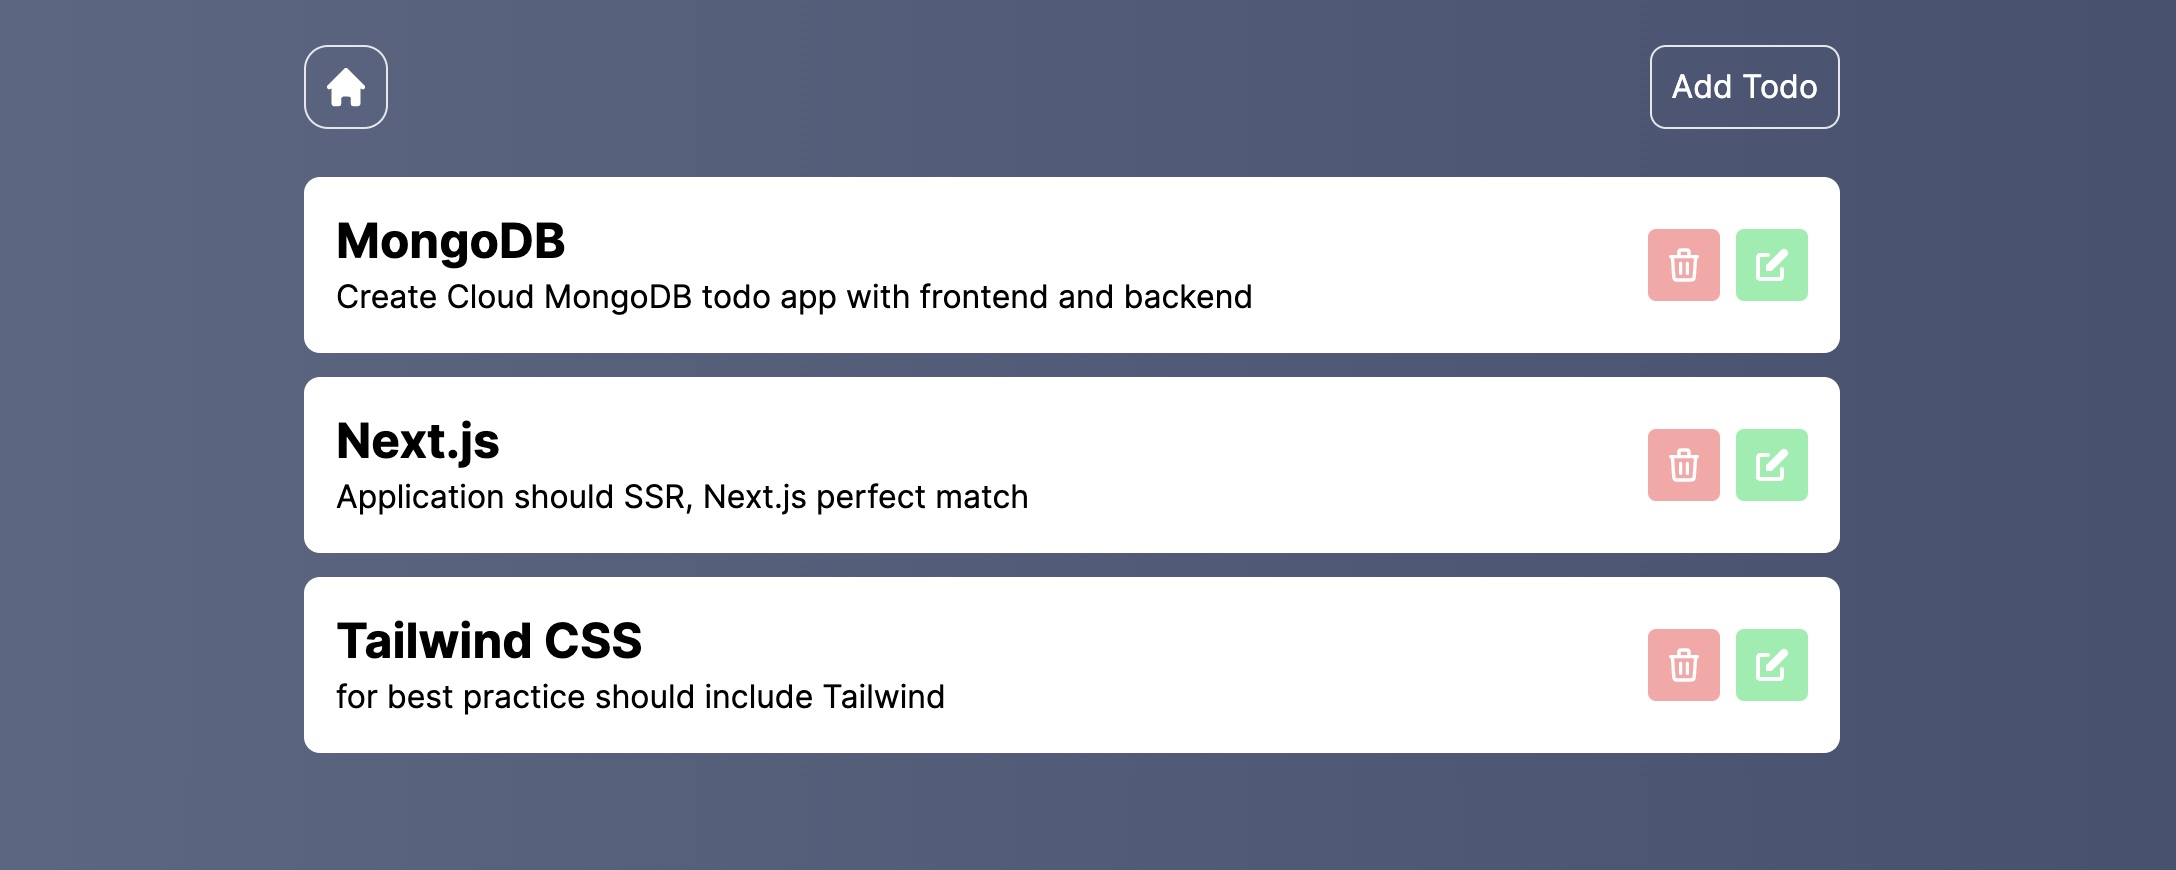 Add Todo
MongoDB
Create Cloud MongoDB todo app with frontend and backend
Next.js
Application should SSR, Next.js perfect match
Tailwind CSS
for best practice should include Tailwind